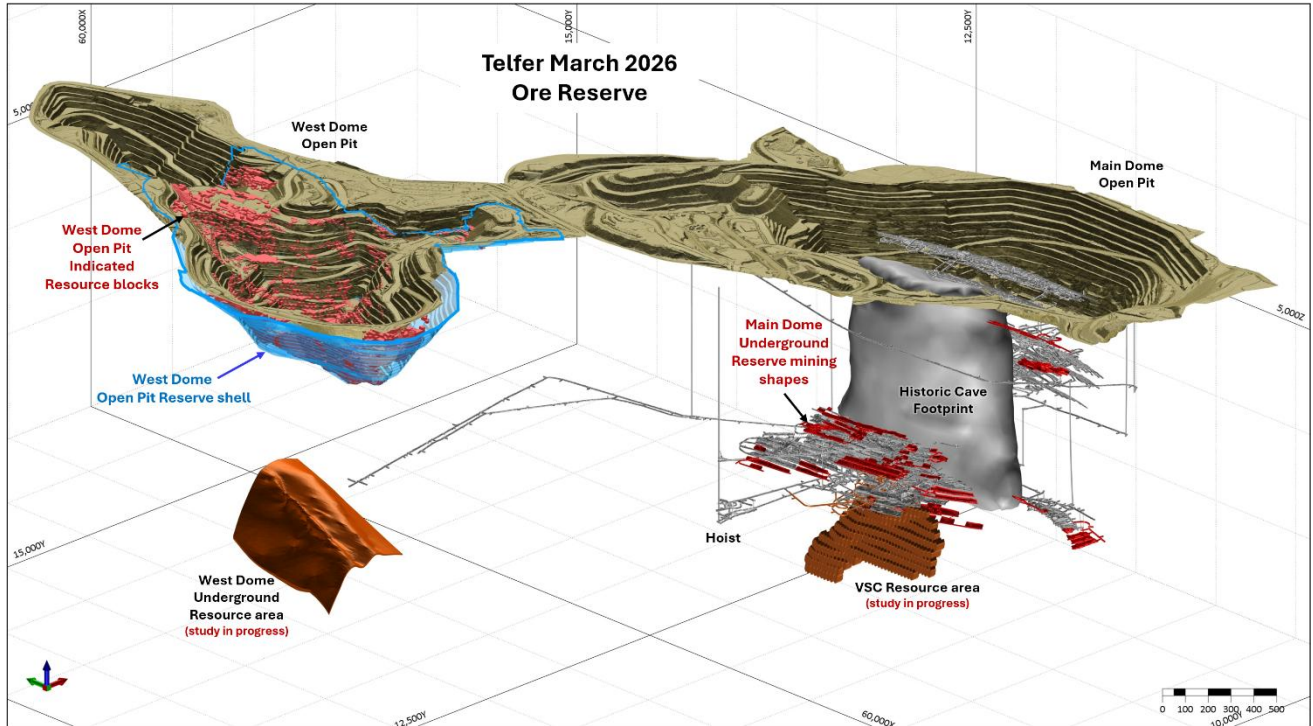 60,000X
15,000X
12,500X
Telfer March 2026
Ore Reserve
5,00
West Dome
Open Pit
Main Dome
Open Pit
West Dome
Open Pit
Indicated
Resource blocks
5,000Z
Main Dome
Underground
Reserve mining
shapes
West Dome
Open Pit Reserve shell
Historic Cave
Footprint
Hoist
15,000Y
West Dome
Underground
Resource area
(study in progress)
VSC Resource area
(study in progress)
12,500Y
60,000X
10,000Y
0 100 200 300 400 500